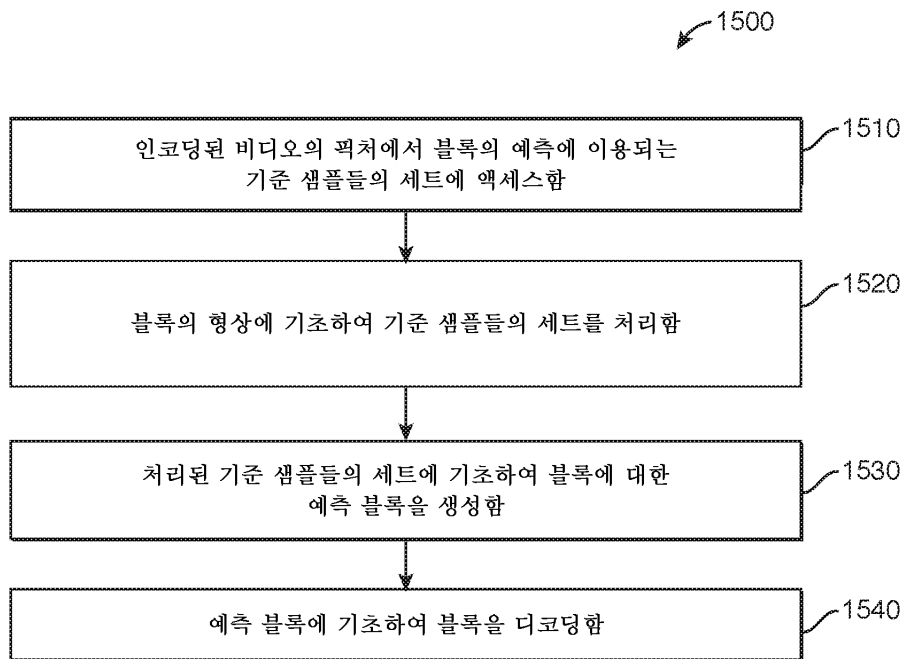 1500
인코딩된 비디오의 픽처에서 블록의 예측에 이용되는
기준 샘플들의 세트에 액세스함
1510
블록의 형상에 기초하여 기준 샘플들의 세트를 처리함
1520
처리된 기준 샘플들의 세트에 기초하여 블록에 대한
예측 블록을 생성함
1530
예측 블록에 기초하여 블록을 디코딩함
1540